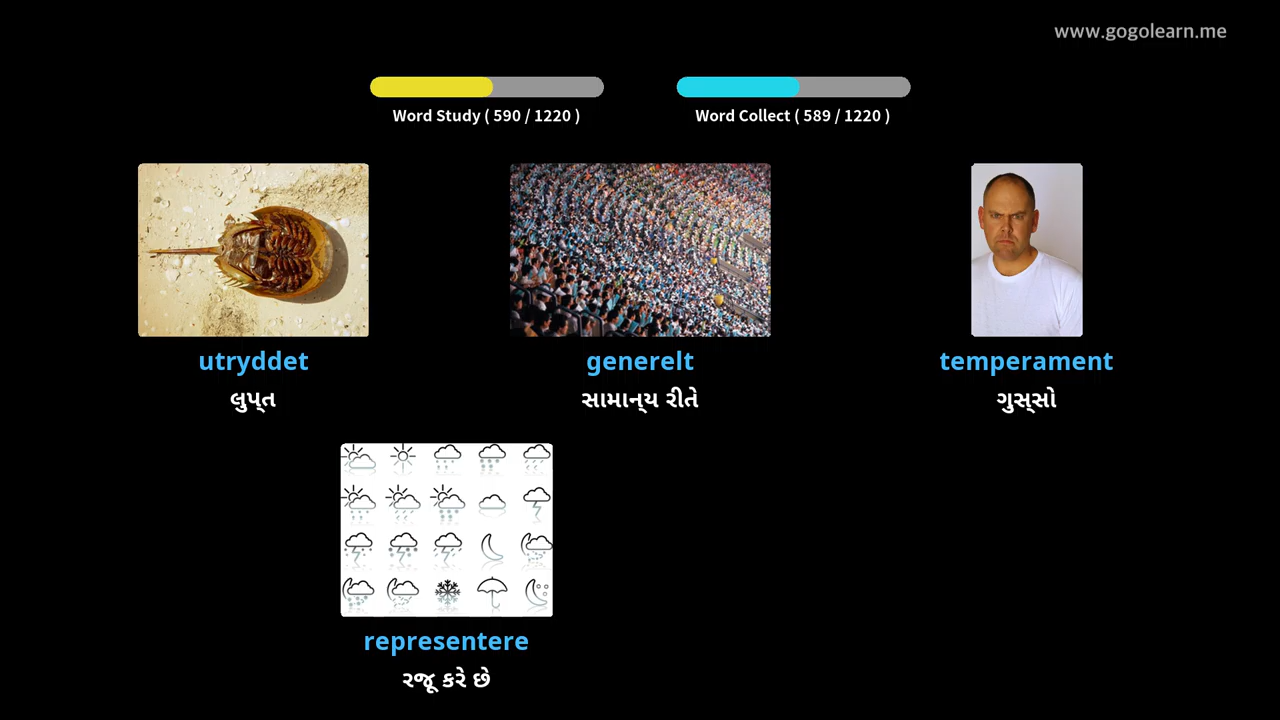 www.gogolearn.me
Word Study ( 590 / 1220 )
Word Collect ( 589 / 1220 )
utryddet
generelt
temperament
લુપ્ત
સામાન્ય રીતે
ગુસ્સો
representere
રજૂ કરે છે